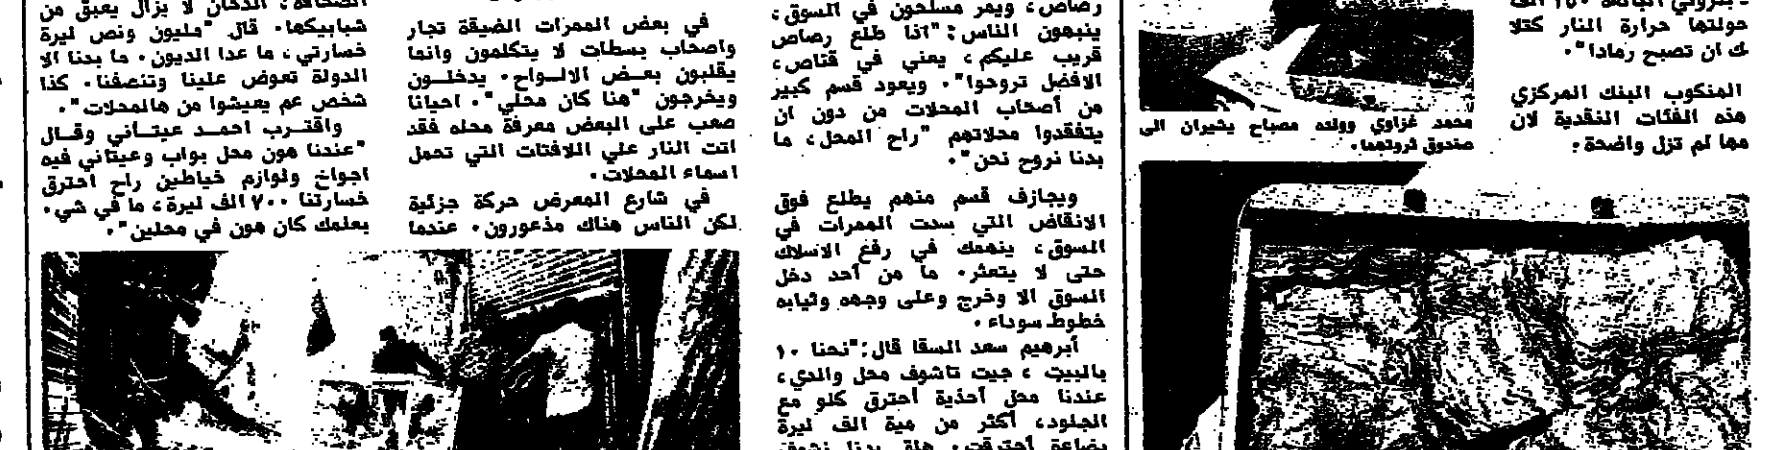 حولتها حرارة النار كتلا
ك ان تصبح رمادا".
المنكوب البنك المركزي
هذه الفئات النقدية لان
مها لم تزل واضحة.
محمد غزاوي وولده مصباح يشيران الى
صندوق ثروتهما.
رصاص، ويمر مسلحون في السوق،
ينبهون الناس: "اذا طلع رصاص
قريب عليكم، يعني في قناص،
الافضل تروحوا". ويعود قسم كبير
من أصحاب المحلات من دون ان
يتفقدوا محلاتهم "راح المحل، ما
بدنا نروح نحن".
ويجازف قسم منهم يطلع فوق
الانقاض التي سدت الممرات في
السوق، ينهمك في رفع الاسلاك
حتى لا يتعثر. ما من أحد دخل
السوق الا وخرج وعلى وجهه وثيابه
خطوط سوداء.
أبرهيم سعد السقا قال: "نحنا ١٠
بالبيت، جيت تاشوف محل والدي،
عندنا محل أحذية أحترق كلو مع
الجلود، أكثر من مية الف ليرة
بضاعة أحترقت. هلق بدنا نشوف
في بعض الممرات الضيقة تجار
واصحاب بسطات لا يتكلمون وانما
يقلبون بعض الالواح. يدخلون
ويخرجون "هنا كان محلي". احيانا
صعب على البعض معرفة محله فقد
اتت النار على اللافتات التي تحمل
اسماء المحلات.
في شارع المعرض حركة جزئية
لكن الناس هناك مذعورون. عندما
الصحافة، الدخان لا يزال يعبق من
شبابيكها. قال "مليون ونص ليرة
خسارتي، ما عدا الديون. ما بدنا الا
الدولة تعوض علينا وتنصفنا. كذا
شخص عم يعيشوا من هالمحلات".
واقترب احمد عيتاني وقال
"عندنا هون محل بواب وعيتاني فيه
اجواخ ولوازم خياطين راح احترق
خسارتنا ٧٠٠ الف ليرة، ما في شي.
بعلمك كان هون في محلين".